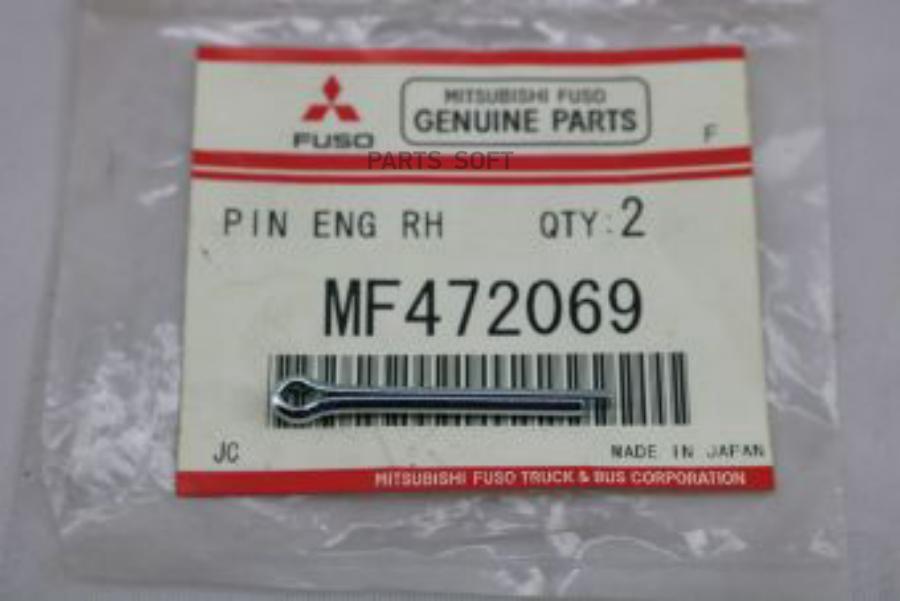 MITSUBISHI FUSO
GENUINE PARTS
FUSO
F
PARTS SOFT
PIN ENG RH QTY:2
MF472069
JC
MADE IN JAPAN
MITSUBISHI FUSO TRUCK & BUS CORPORATION